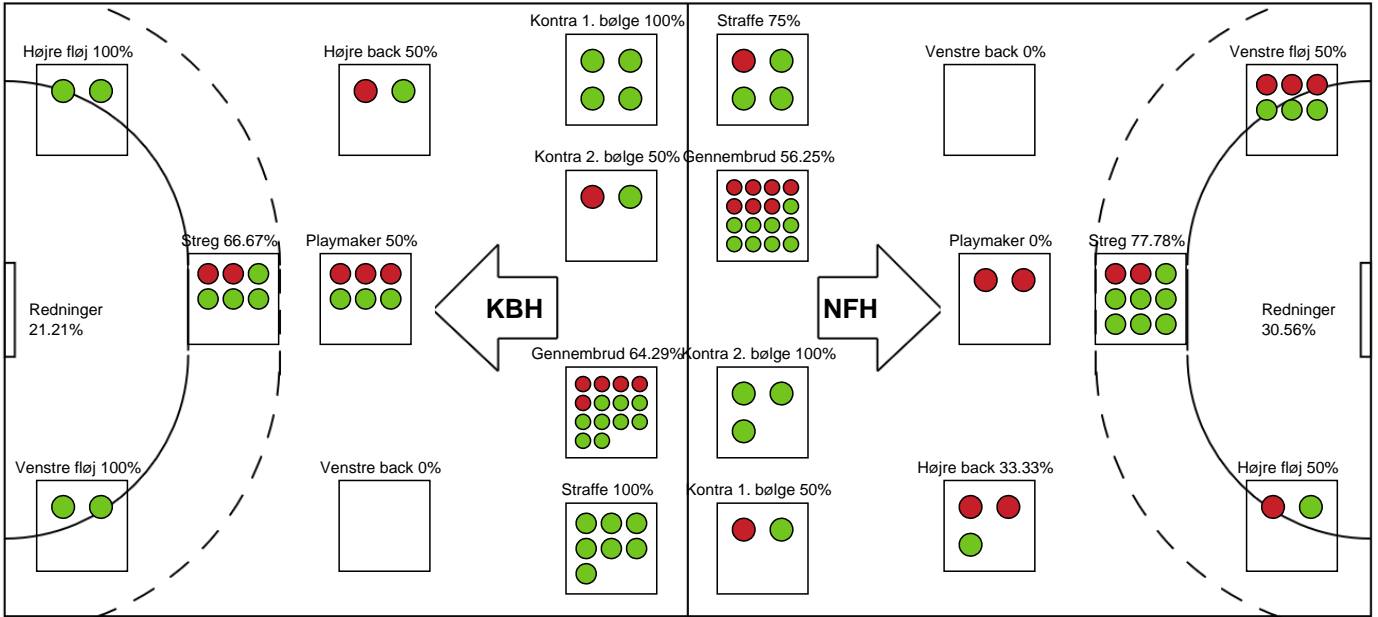 Kontra 1. bølge 100%
Straffe 75%
Højre fløj 100%
Højre back 50%
Venstre back 0%
Venstre fløj 50%
Kontra 2. bølge 50%
Gennembrud 56.25%
Streg 66.67%
Playmaker 50%
Playmaker 0%
Streg 77.78%
KBH
NFH
Redninger
21.21%
Redninger
30.56%
Gennembrud 64.29%
Kontra 2. bølge 100%
Venstre fløj 100%
Venstre back 0%
Straffe 100%
Kontra 1. bølge 50%
Højre back 33.33%
Højre fløj 50%